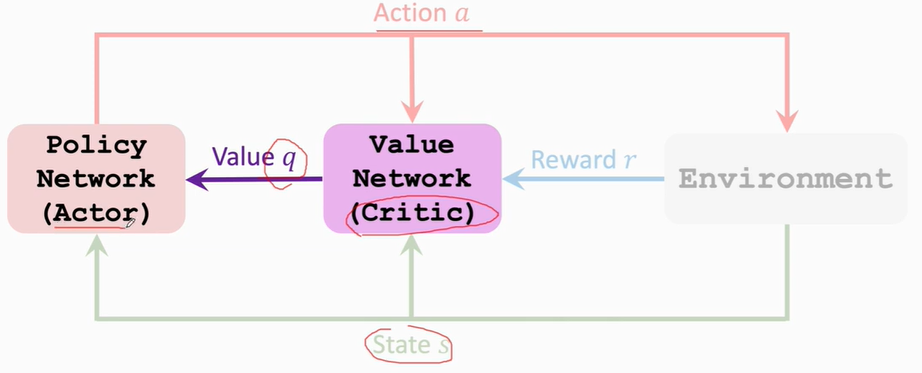 Action a
Policy
Network
(Actor)
Value q
Value
Network
(Critic)
Reward r
Environment
State s